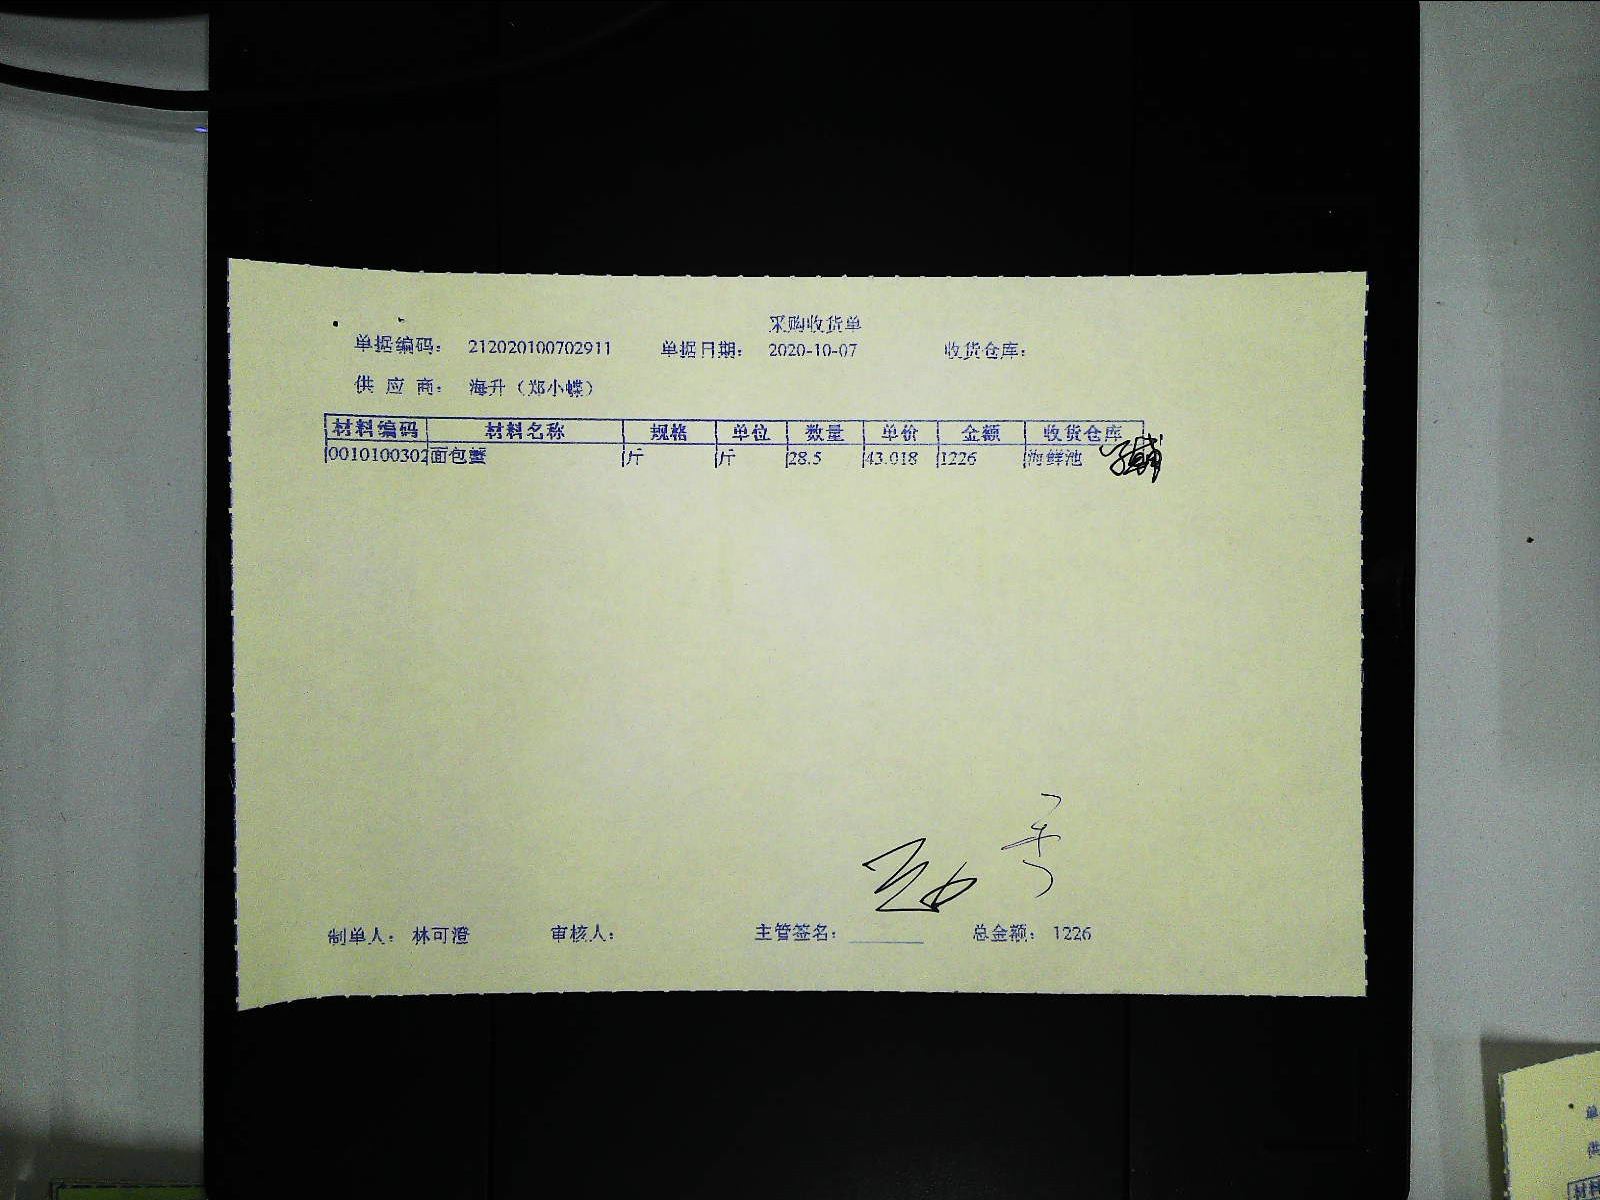 采购收货单
单据编码： 212020100702911 单据日期： 2020-10-07 收货仓库：
供 应 商： 海升（郑小蝶）
材料编码 材料名称 规格 单位 数量 单价 金额 收货仓库
0010100302 面包蟹 斤 斤 28.5 43.018 1226 海鲜池
制单人： 林可澄 审核人： 主管签名： 总金额： 1226
单
供
材料